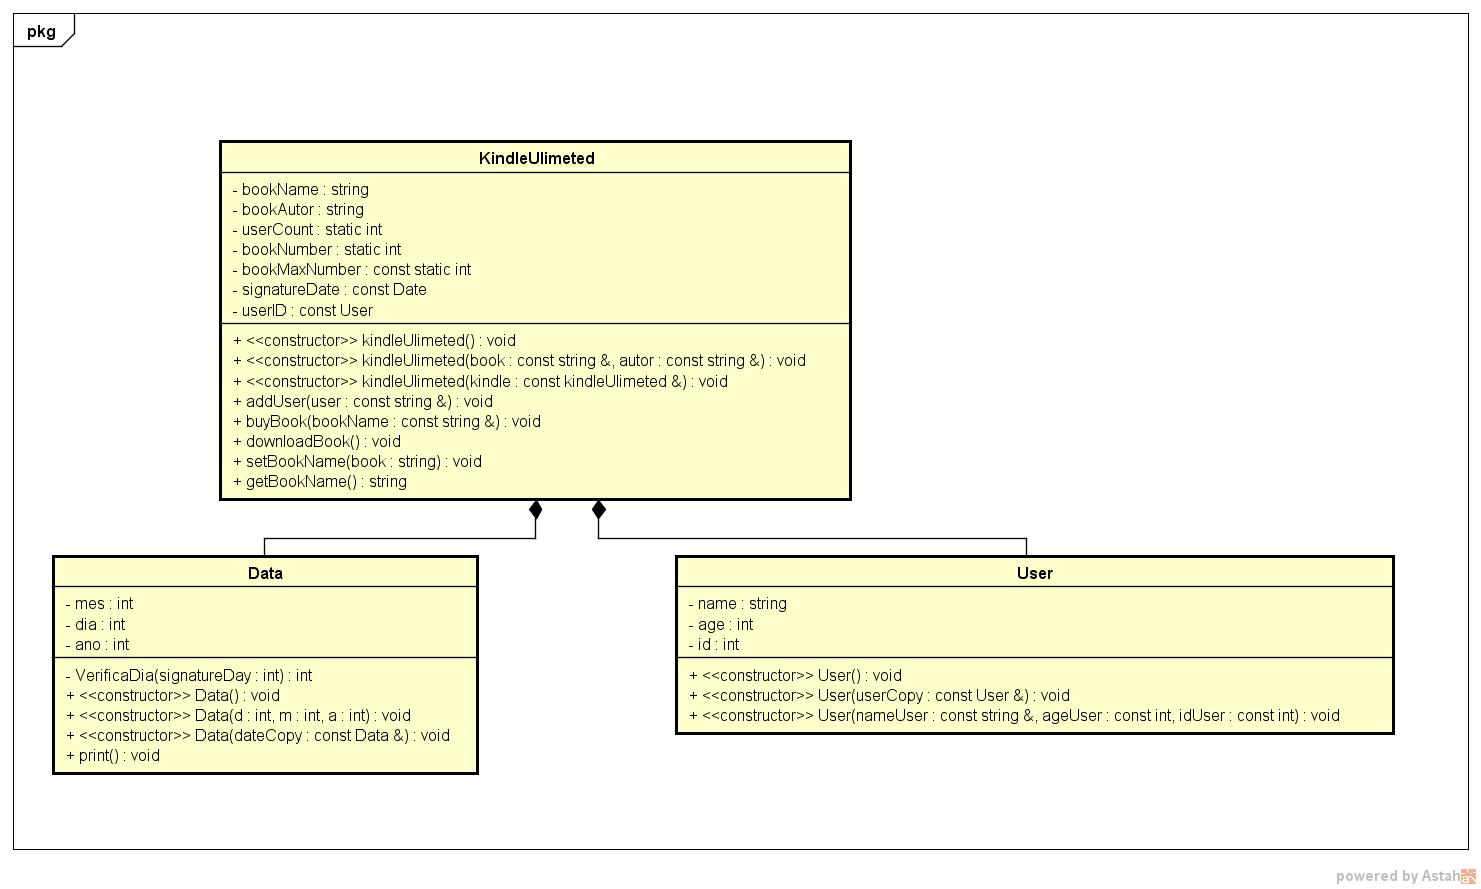 pkg
KindleUlimeted
- bookName : string
- bookAutor : string
- userCount : static int
- bookNumber : static int
- bookMaxNumber : const static int
- signatureDate : const Date
- userID : const User
+ <<constructor>> kindleUlimeted() : void
+ <<constructor>> kindleUlimeted(book : const string &, autor : const string &) : void
+ <<constructor>> kindleUlimeted(kindle : const kindleUlimeted &) : void
+ addUser(user : const string &) : void
+ buyBook(bookName : const string &) : void
+ downloadBook() : void
+ setBookName(book : string) : void
+ getBookName() : string
Data
- mes : int
- dia : int
- ano : int
- VerificaDia(signatureDay : int) : int
+ <<constructor>> Data() : void
+ <<constructor>> Data(d : int, m : int, a : int) : void
+ <<constructor>> Data(dateCopy : const Data &) : void
+ print() : void
User
- name : string
- age : int
- id : int
+ <<constructor>> User() : void
+ <<constructor>> User(userCopy : const User &) : void
+ <<constructor>> User(nameUser : const string &, ageUser : const int, idUser : const int) : void
powered by Astah